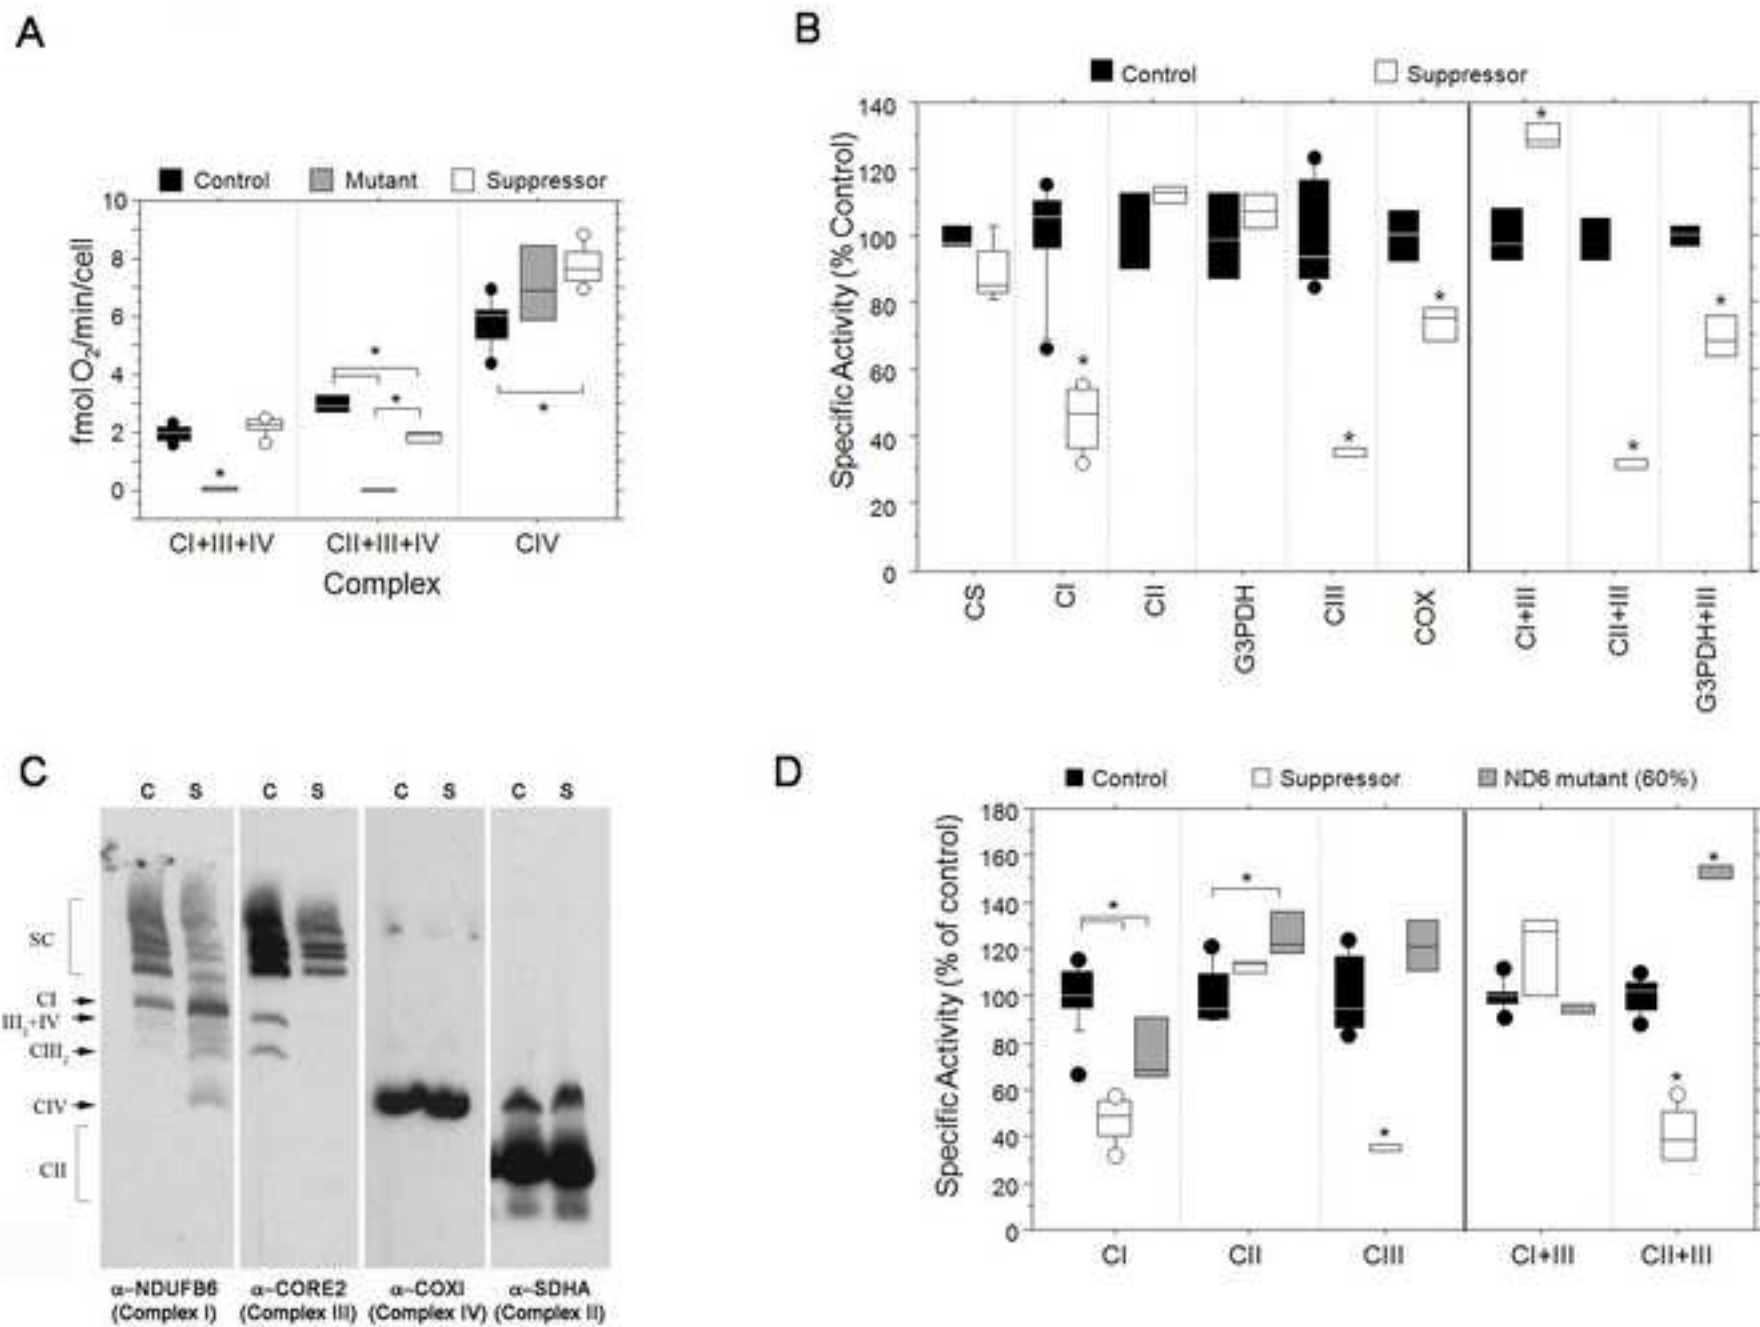 A
Control Mutant Suppressor
10
8
6
4
2
0
fmol O₂/min/cell
* * * *
CI+III+IV CII+III+IV CIV
Complex
B
Control Suppressor
140
120
100
80
60
40
20
0
Specific Activity (% Control)
* * * * * *
CS CI CII G3PDH CIII COX CI+III CII+III G3PDH+III
C
C S C S C S C S
SC
CI
III₂+IV
CIII₂
CIV
CII
α-NDUFB6 α-CORE2 α-COXI α-SDHA
(Complex I) (Complex III) (Complex IV) (Complex II)
D
Control Suppressor ND6 mutant (60%)
180
160
140
120
100
80
60
40
20
0
Specific Activity (% of control)
* * * * *
CI CII CIII CI+III CII+III